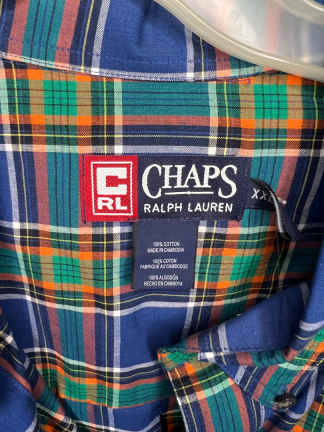 C
RL
CHAPS
RALPH LAUREN
100% COTTON
MADE IN CAMBODIA
100% COTON
FABRIQUÉ AU CAMBODGE
100% ALGODÓN
HECHO EN CAMBOYA